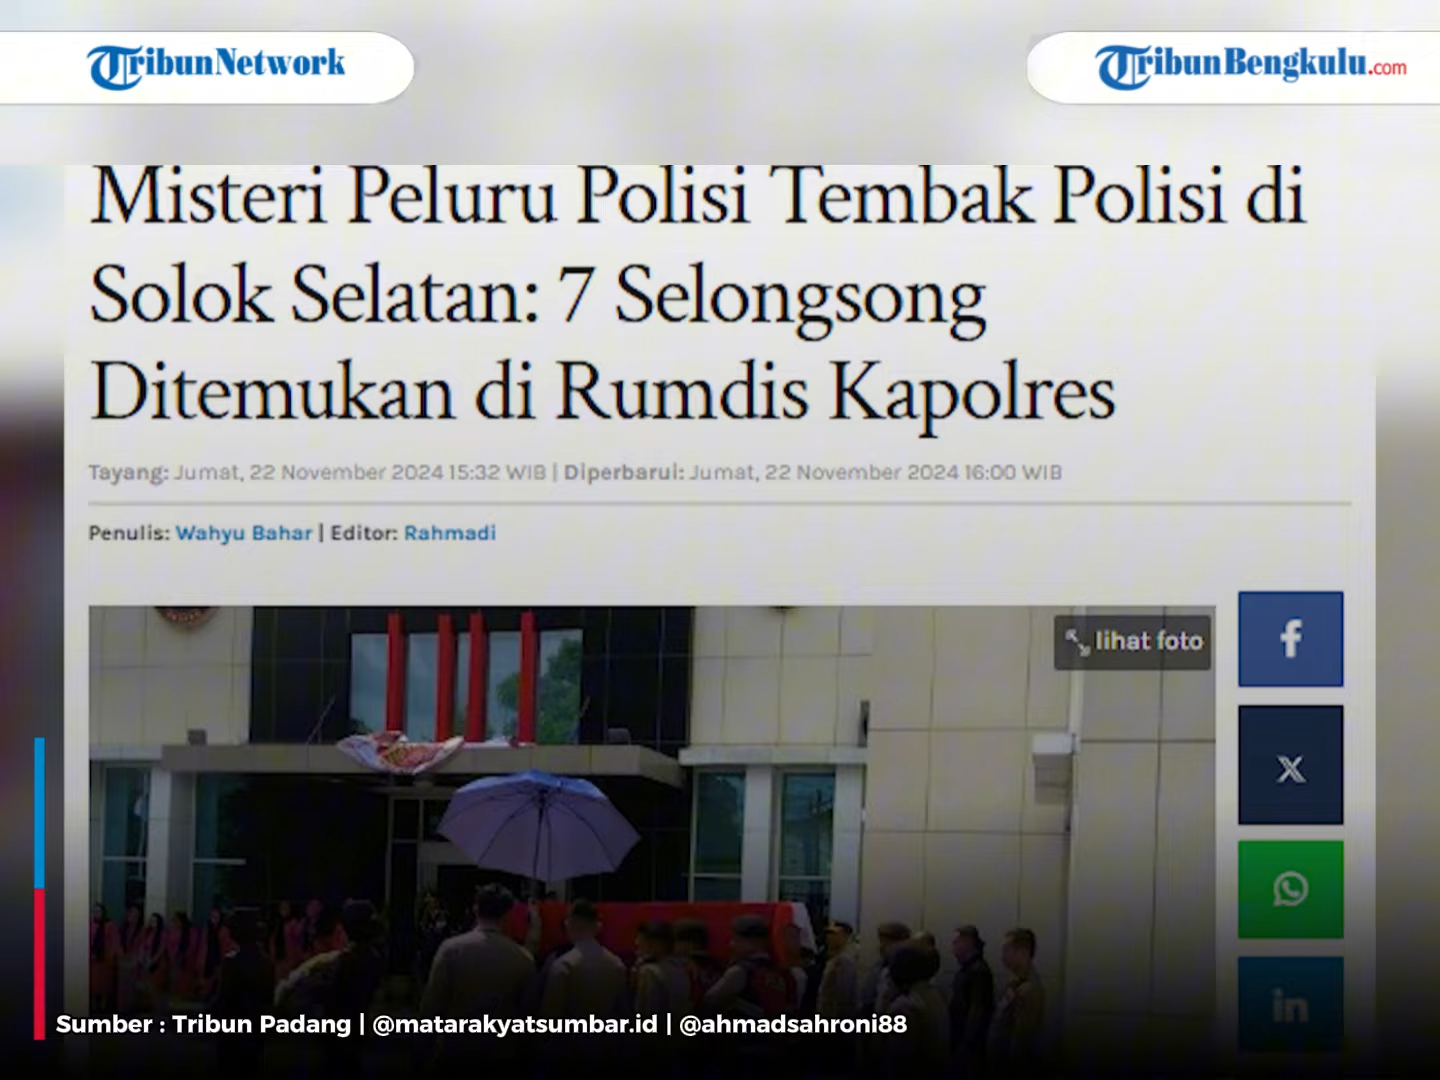 TribunNetwork
TribunBengkulu.com
Misteri Peluru Polisi Tembak Polisi di
Solok Selatan: 7 Selongsong
Ditemukan di Rumdis Kapolres
Tayang: Jumat, 22 November 2024 15:32 WIB | Diperbarui: Jumat, 22 November 2024 16:00 WIB
Penulis: Wahyu Bahar | Editor: Rahmadi
lihat foto
f
X
in
Sumber : Tribun Padang | @matarakyatsumbar.id | @ahmadsahroni88